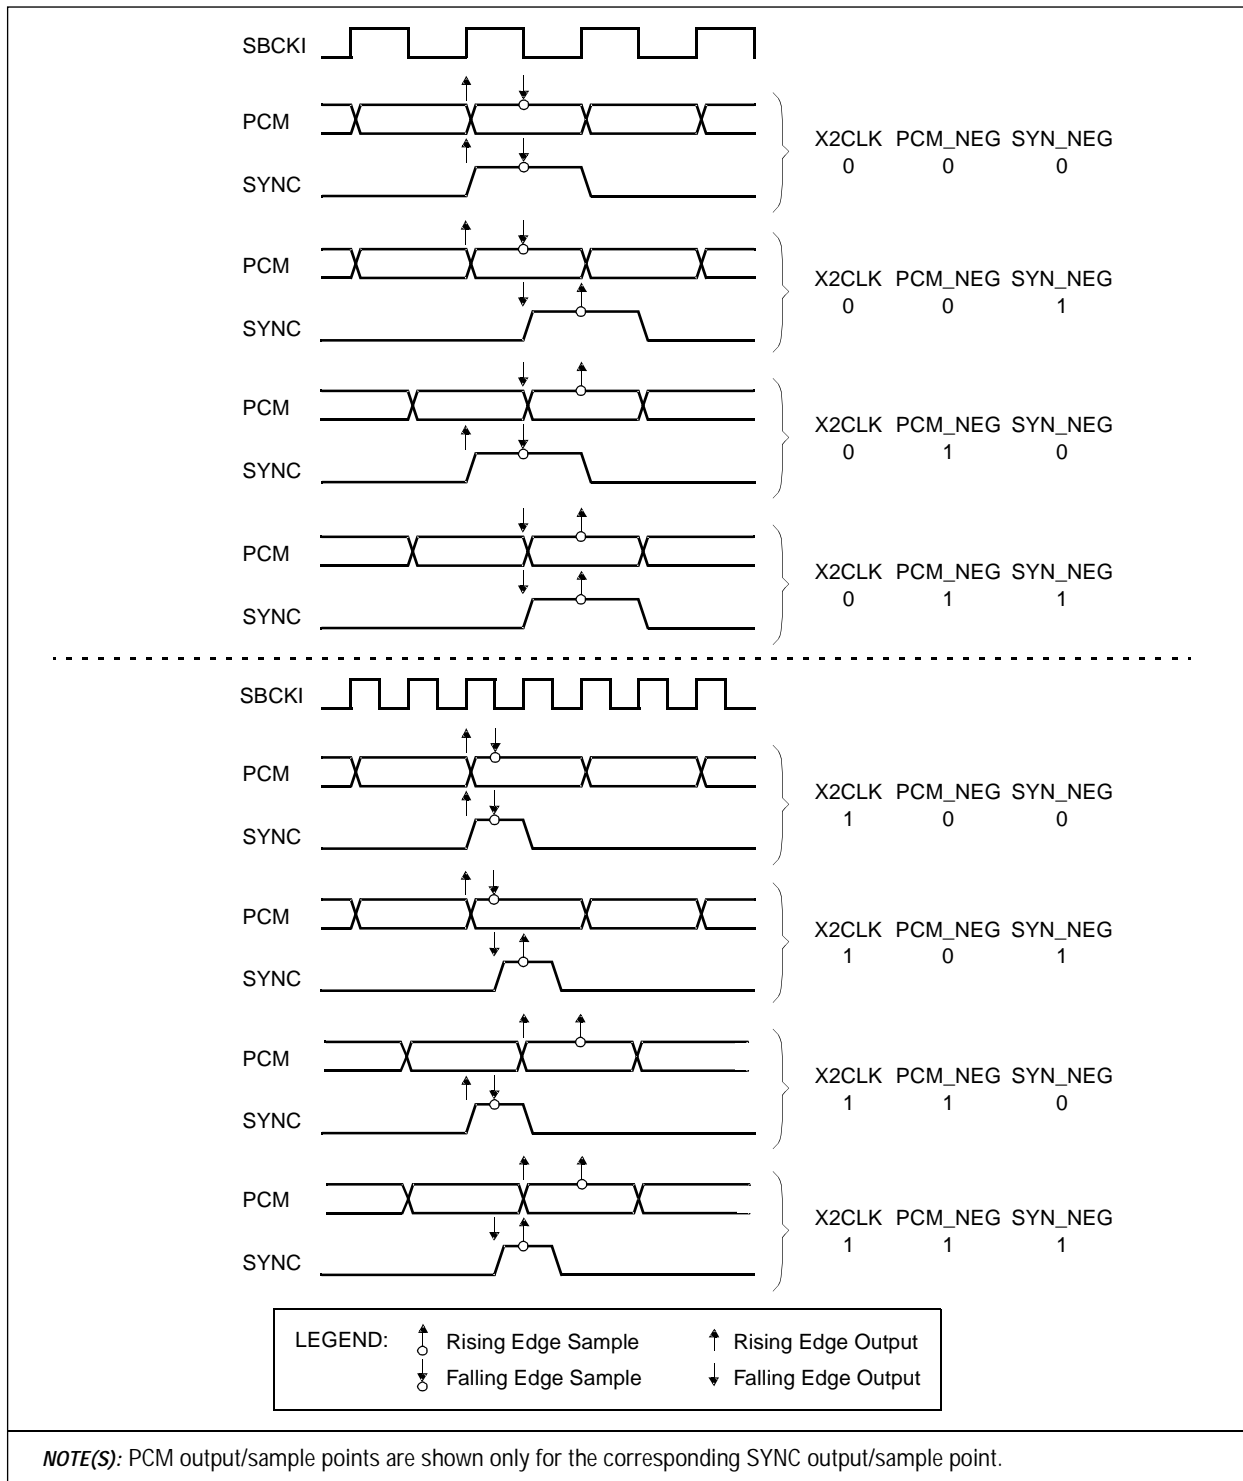 SBCKI
PCM
X2CLK PCM_NEG SYN_NEG
0 0 0
SYNC
PCM
X2CLK PCM_NEG SYN_NEG
0 0 1
SYNC
PCM
X2CLK PCM_NEG SYN_NEG
0 1 0
SYNC
PCM
X2CLK PCM_NEG SYN_NEG
0 1 1
SYNC
SBCKI
PCM
X2CLK PCM_NEG SYN_NEG
1 0 0
SYNC
PCM
X2CLK PCM_NEG SYN_NEG
1 0 1
SYNC
PCM
X2CLK PCM_NEG SYN_NEG
1 1 0
SYNC
PCM
X2CLK PCM_NEG SYN_NEG
1 1 1
SYNC
LEGEND: Rising Edge Sample Rising Edge Output
Falling Edge Sample Falling Edge Output
NOTE(S): PCM output/sample points are shown only for the corresponding SYNC output/sample point.